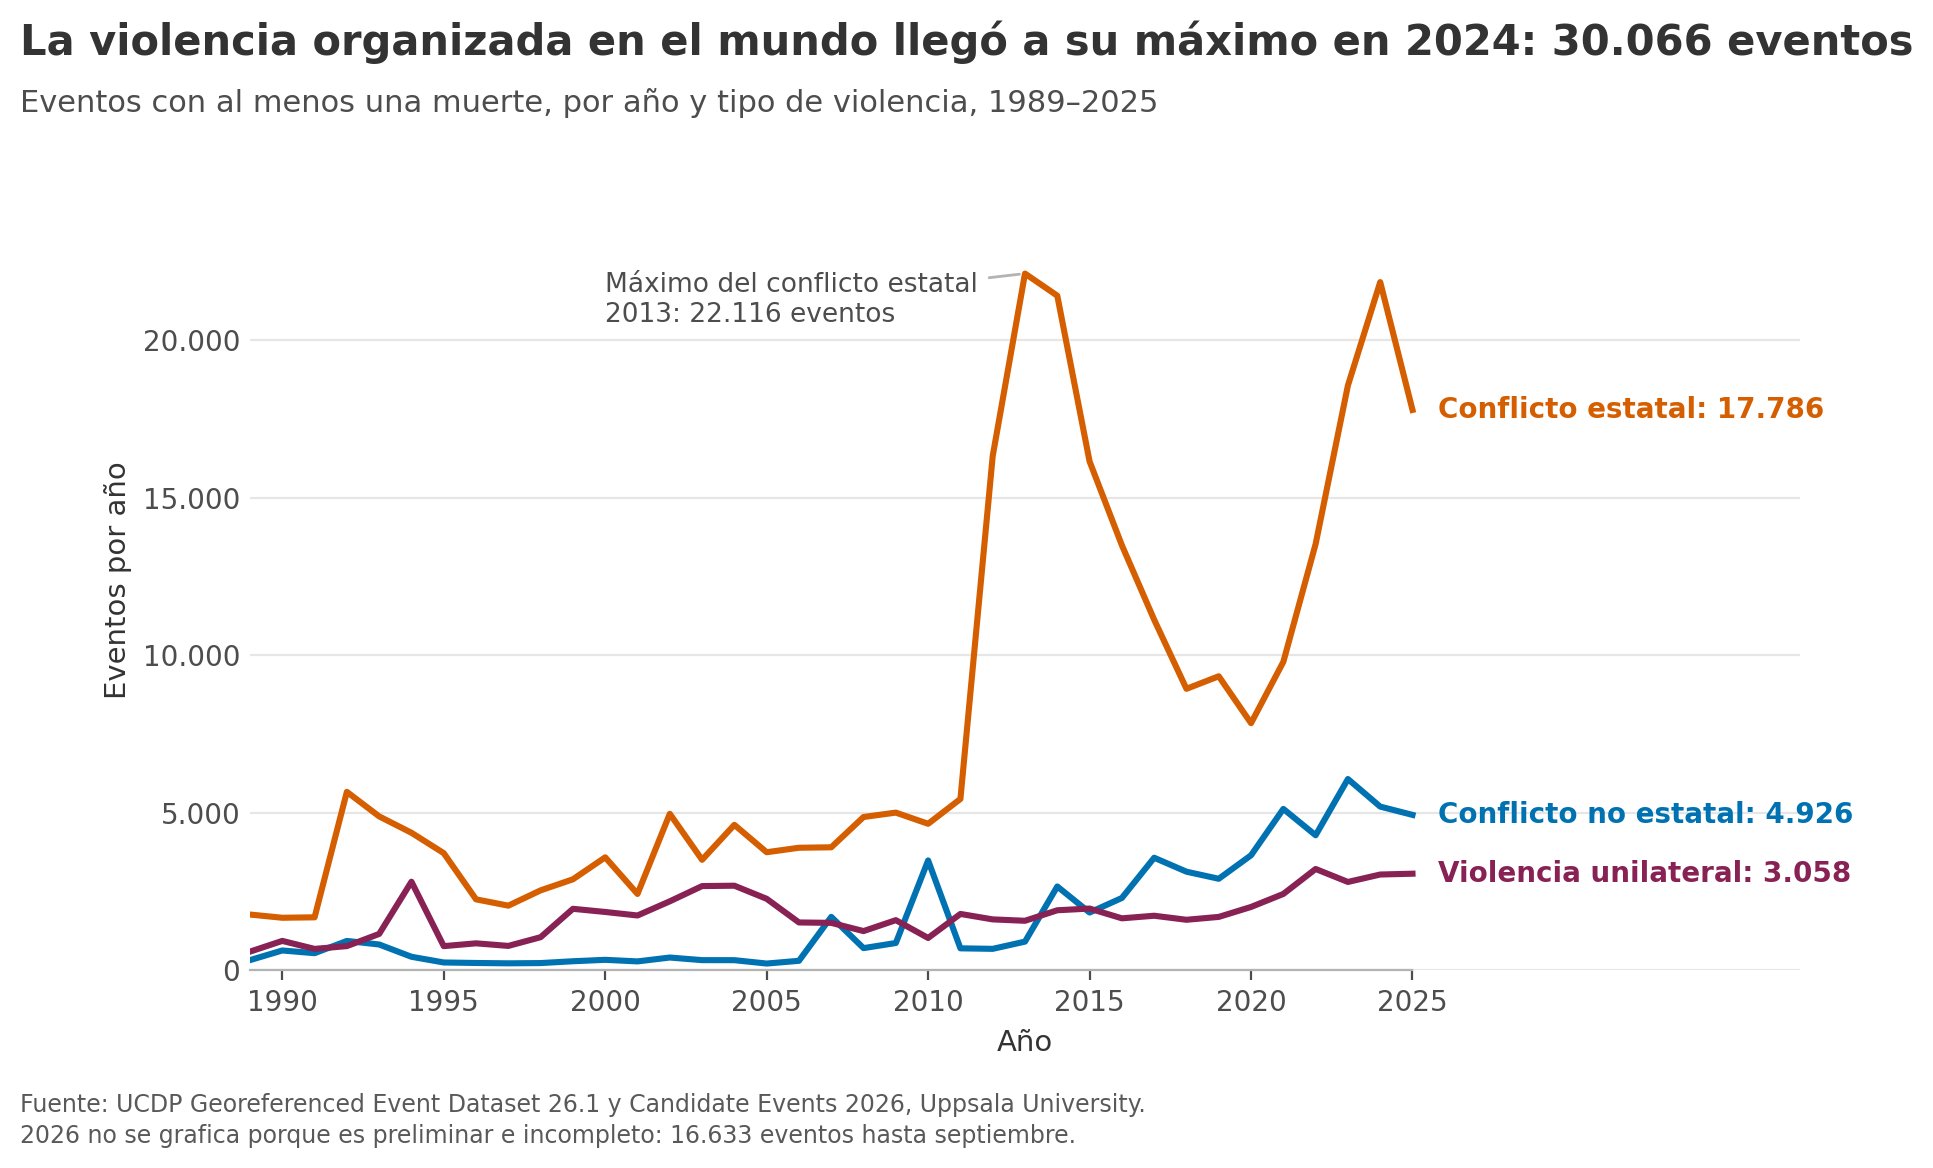 La violencia organizada en el mundo llegó a su máximo en 2024: 30.066 eventos
Eventos con al menos una muerte, por año y tipo de violencia, 1989–2025
Máximo del conflicto estatal
2013: 22.116 eventos
20.000
15.000
10.000
5.000
0
Eventos por año
Conflicto estatal: 17.786
Conflicto no estatal: 4.926
Violencia unilateral: 3.058
1990 1995 2000 2005 2010 2015 2020 2025
Año
Fuente: UCDP Georeferenced Event Dataset 26.1 y Candidate Events 2026, Uppsala University.
2026 no se grafica porque es preliminar e incompleto: 16.633 eventos hasta septiembre.